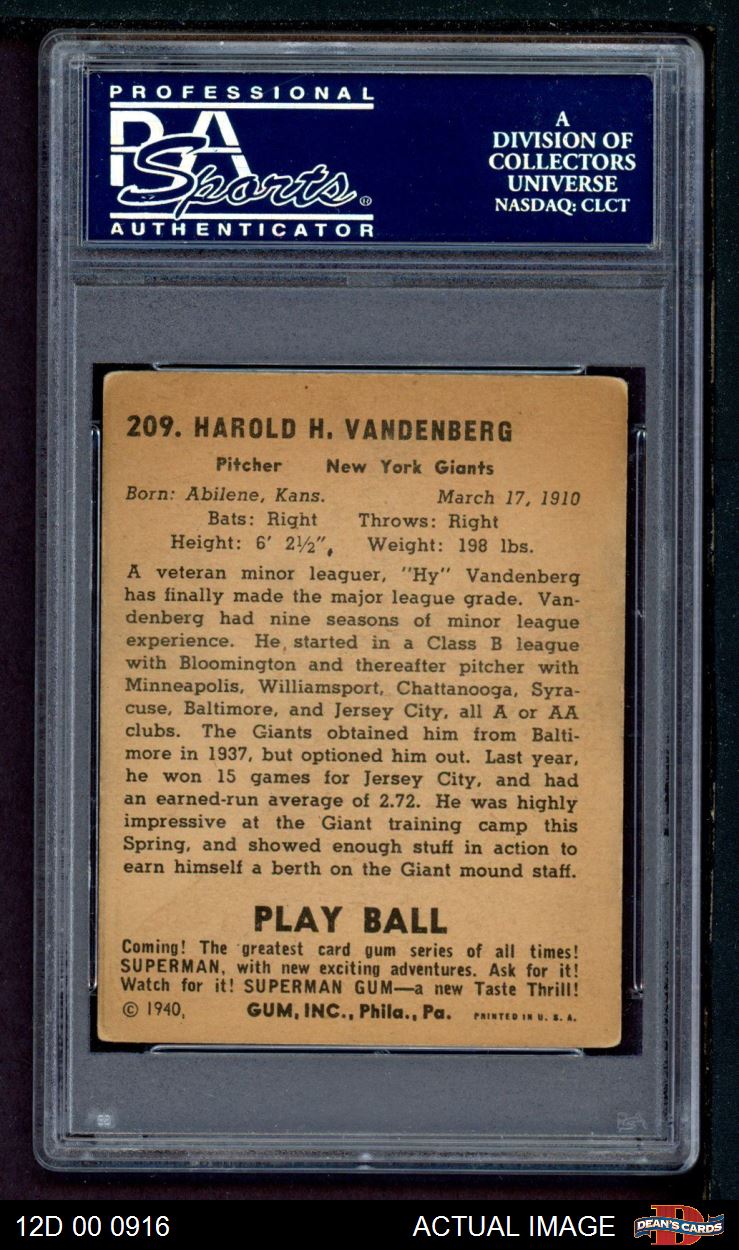 PROFESSIONAL
PSA
Sports®
AUTHENTICATOR
A
DIVISION OF
COLLECTORS
UNIVERSE
NASDAQ: CLCT
209. HAROLD H. VANDENBERG
Pitcher New York Giants
Born: Abilene, Kans. March 17, 1910
Bats: Right Throws: Right
Height: 6′ 2½″, Weight: 198 lbs.
A veteran minor leaguer, "Hy" Vandenberg
has finally made the major league grade. Van-
denberg had nine seasons of minor league
experience. He started in a Class B league
with Bloomington and thereafter pitcher with
Minneapolis, Williamsport, Chattanooga, Syra-
cuse, Baltimore, and Jersey City, all A or AA
clubs. The Giants obtained him from Balti-
more in 1937, but optioned him out. Last year,
he won 15 games for Jersey City, and had
an earned-run average of 2.72. He was highly
impressive at the Giant training camp this
Spring, and showed enough stuff in action to
earn himself a berth on the Giant mound staff.
PLAY BALL
Coming! The greatest card gum series of all times!
SUPERMAN, with new exciting adventures. Ask for it!
Watch for it! SUPERMAN GUM—a new Taste Thrill!
© 1940, GUM, INC., Phila., Pa. PRINTED IN U. S. A.
12D 00 0916 ACTUAL IMAGE
DEAN'S CARDS